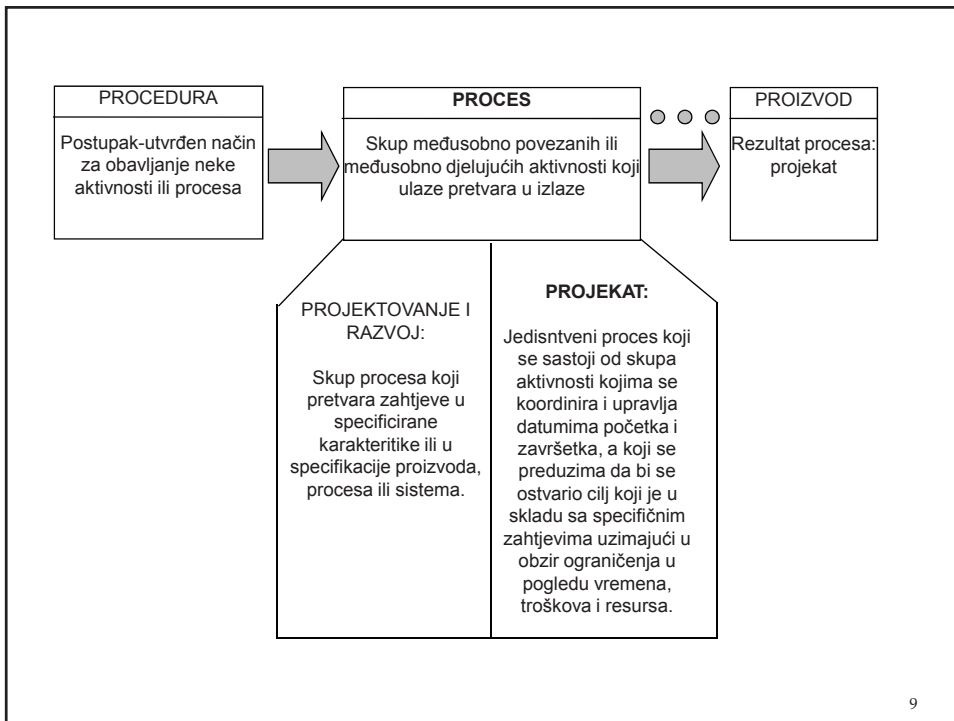 PROCEDURA
Postupak-utvrđen način
za obavljanje neke
aktivnosti ili procesa
PROCES
Skup međusobno povezanih ili
međusobno djelujućih aktivnosti koji
ulaze pretvara u izlaze
PROIZVOD
Rezultat procesa:
projekat
PROJEKTOVANJE I
RAZVOJ:
Skup procesa koji
pretvara zahtjeve u
specificirane
karakteritike ili u
specifikacije proizvoda,
procesa ili sistema.
PROJEKAT:
Jedisntveni proces koji
se sastoji od skupa
aktivnosti kojima se
koordinira i upravlja
datumima početka i
završetka, a koji se
preduzima da bi se
ostvario cilj koji je u
skladu sa specifičnim
zahtjevima uzimajući u
obzir ograničenja u
pogledu vremena,
troškova i resursa.
9